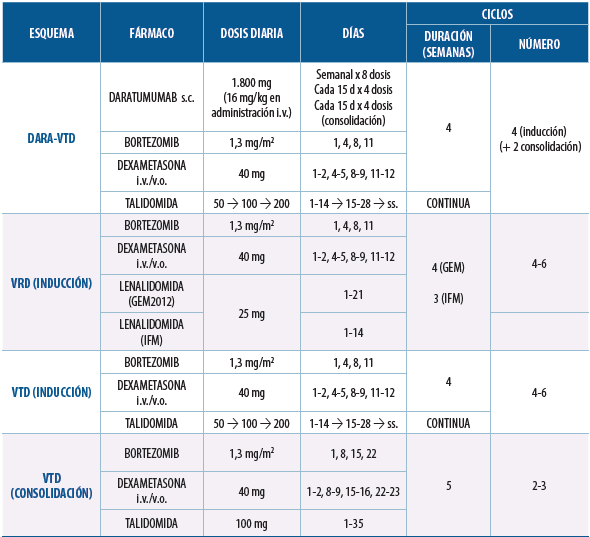 ESQUEMA
FÁRMACO
DOSIS DIARIA
DÍAS
CICLOS
DURACIÓN
(SEMANAS)
NÚMERO
DARA-VTD
DARATUMUMAB s.c.
1.800 mg
(16 mg/kg en
administración i.v.)
Semanal x 8 dosis
Cada 15 d x 4 dosis
Cada 15 d x 4 dosis
(consolidación)
4
4 (inducción)
(+ 2 consolidación)
BORTEZOMIB
1,3 mg/m²
1, 4, 8, 11
DEXAMETASONA
i.v./v.o.
40 mg
1-2, 4-5, 8-9, 11-12
TALIDOMIDA
50 → 100 → 200
1-14 → 15-28 → ss.
CONTINUA
VRD (INDUCCIÓN)
BORTEZOMIB
1,3 mg/m²
1, 4, 8, 11
4 (GEM)
3 (IFM)
4-6
DEXAMETASONA
i.v./v.o.
40 mg
1-2, 4-5, 8-9, 11-12
LENALIDOMIDA
(GEM2012)
25 mg
1-21
LENALIDOMIDA
(IFM)
1-14
VTD (INDUCCIÓN)
BORTEZOMIB
1,3 mg/m²
1, 4, 8, 11
4
4-6
DEXAMETASONA
i.v./v.o.
40 mg
1-2, 4-5, 8-9, 11-12
TALIDOMIDA
50 → 100 → 200
1-14 → 15-28 → ss.
CONTINUA
VTD
(CONSOLIDACIÓN)
BORTEZOMIB
1,3 mg/m²
1, 8, 15, 22
5
2-3
DEXAMETASONA
i.v./v.o.
40 mg
1-2, 8-9, 15-16, 22-23
TALIDOMIDA
100 mg
1-35